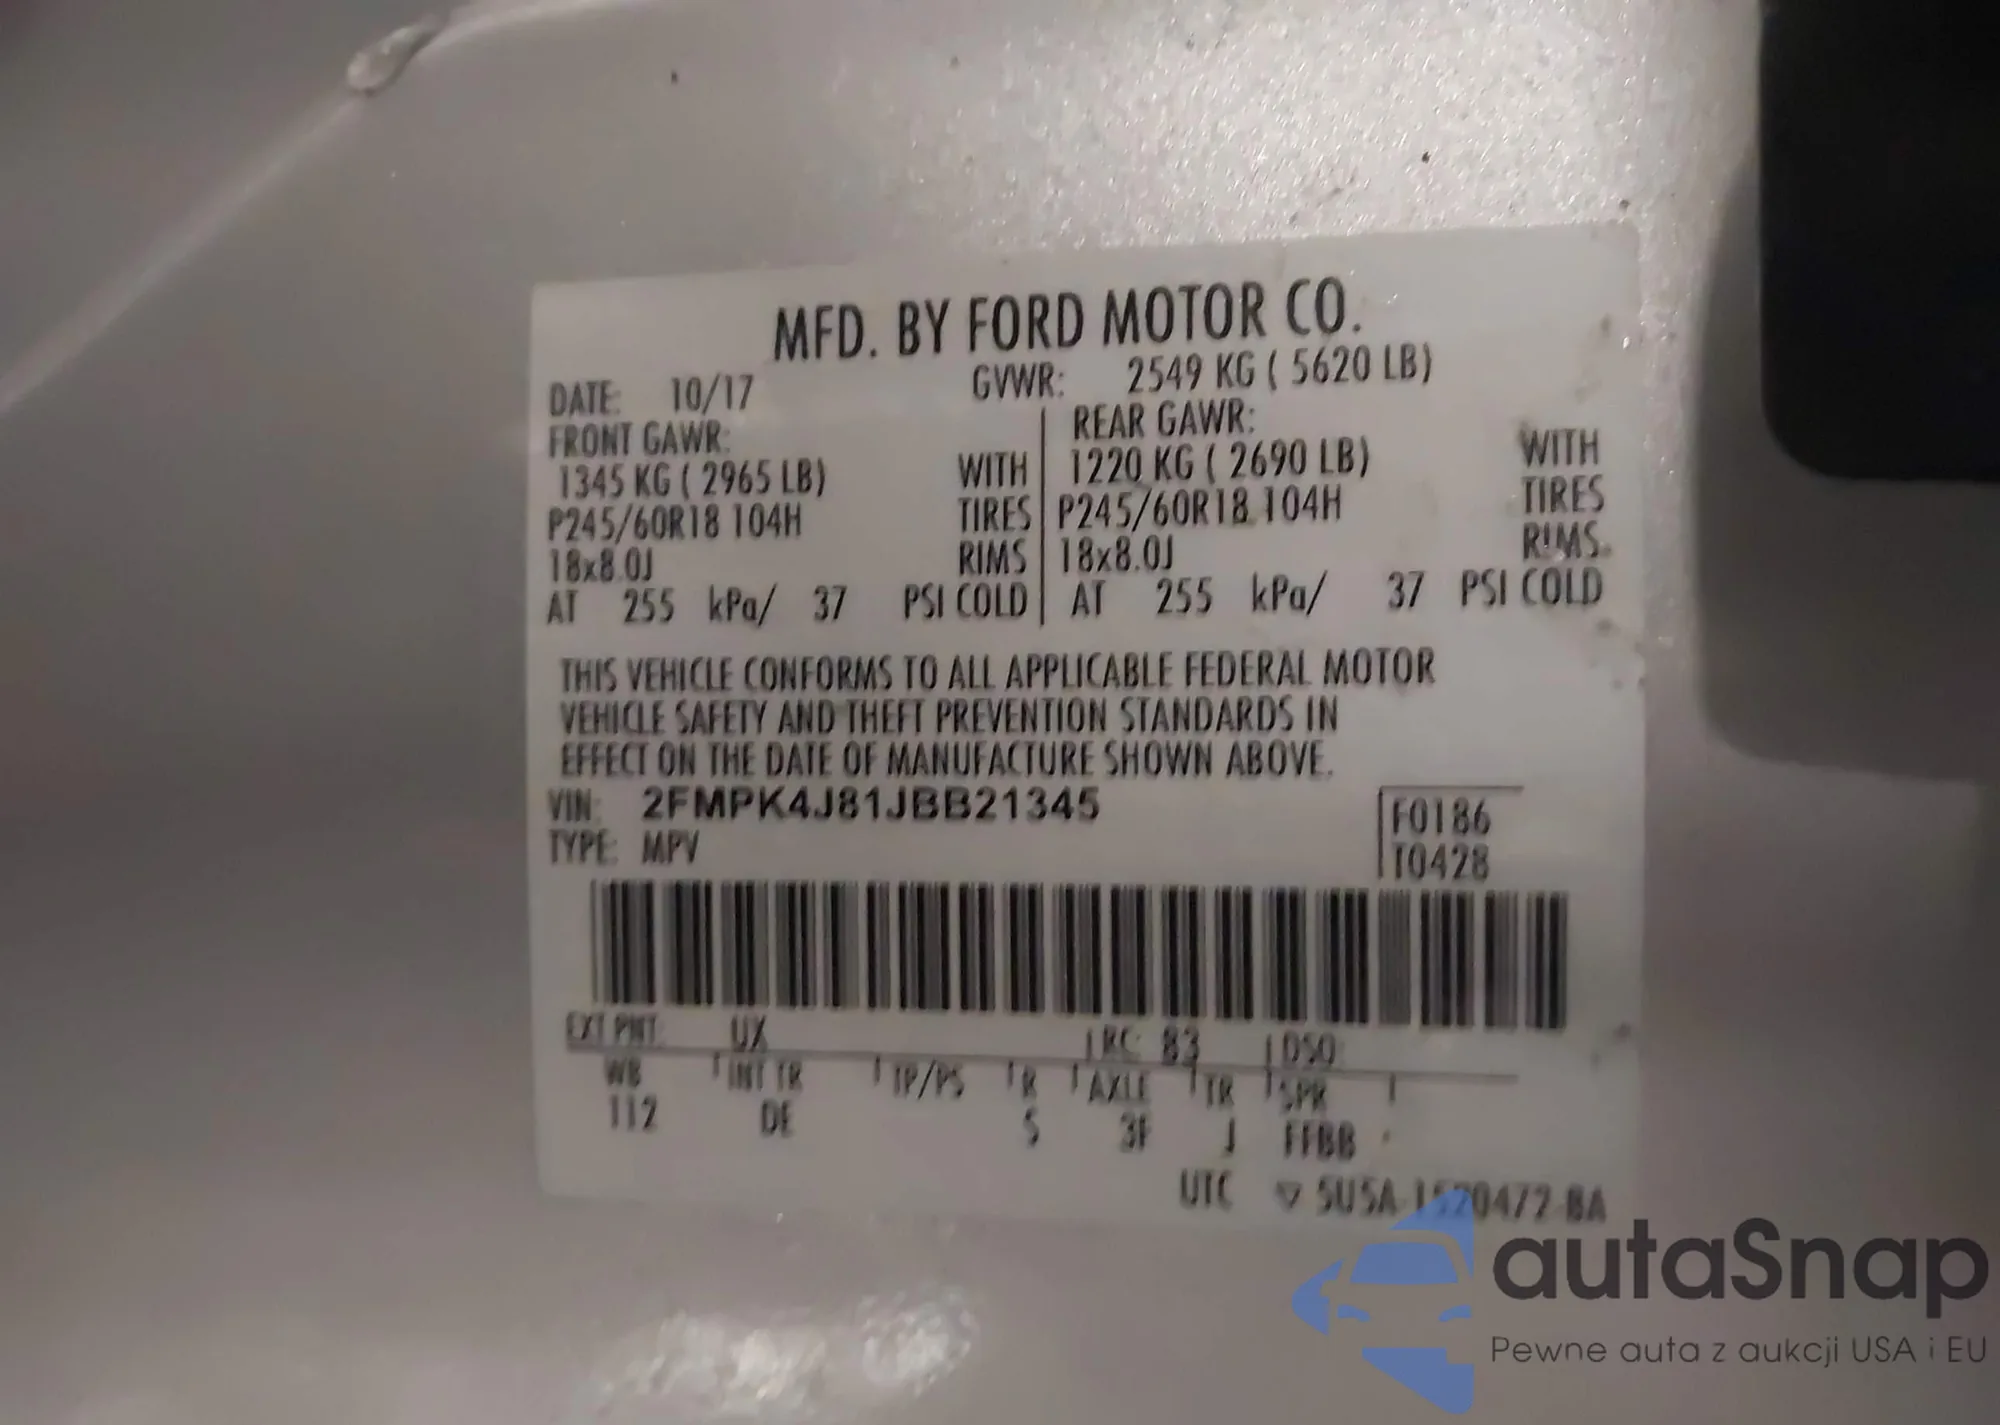 MFD. BY FORD MOTOR CO.
DATE: 10/17 GVWR: 2549 KG ( 5620 LB)
FRONT GAWR: REAR GAWR:
1345 KG ( 2965 LB) WITH 1220 KG ( 2690 LB) WITH
P245/60R18 104H TIRES P245/60R18 104H TIRES
18x8.0J RIMS 18x8.0J RIMS
AT 255 kPa/ 37 PSI COLD AT 255 kPa/ 37 PSI COLD
THIS VEHICLE CONFORMS TO ALL APPLICABLE FEDERAL MOTOR
VEHICLE SAFETY AND THEFT PREVENTION STANDARDS IN
EFFECT ON THE DATE OF MANUFACTURE SHOWN ABOVE.
VIN: 2FMPK4J81JBB21345 F0186
TYPE: MPV T0428
EXT PNT: UX RC: 83 DSO:
WB INT TR TP/PS R AXLE TR SPR
112 DE S 3F J FFBB
UTC ▽ 5U5A-1520472-BA
autaSnap
Pewne auta z aukcji USA i EU